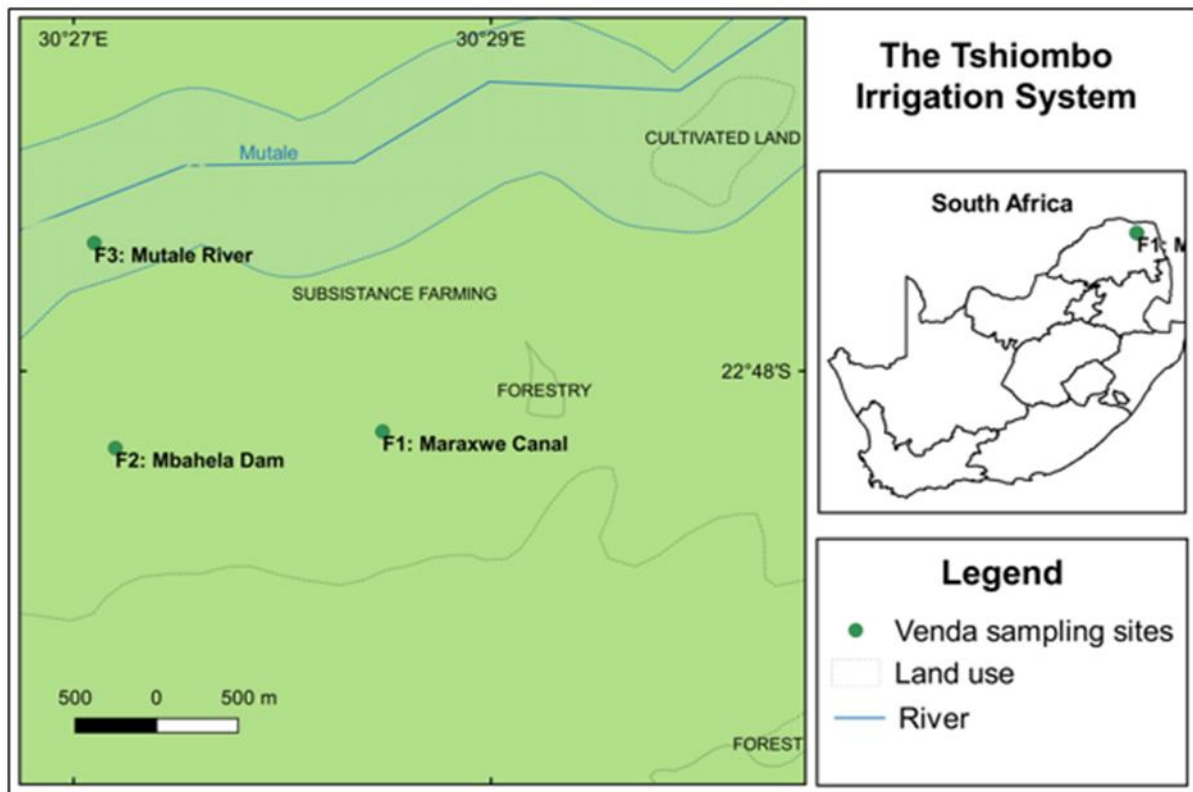 30°27'E
30°29'E
Mutale
CULTIVATED LAND
F3: Mutale River
SUBSISTANCE FARMING
22°48'S
FORESTRY
F1: Maraxwe Canal
F2: Mbahela Dam
500 0 500 m
FOREST
The Tshiombo
Irrigation System
South Africa
F1: M
Legend
Venda sampling sites
Land use
River